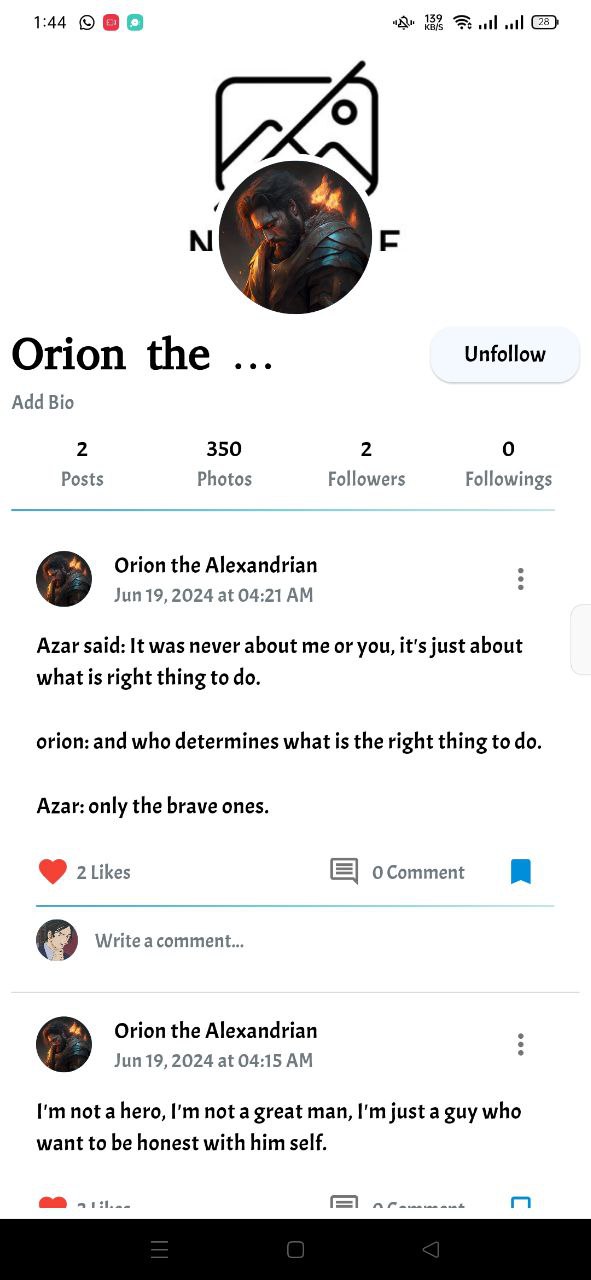 1:44
139
KB/S
28
N
E
Orion the ...
Unfollow
Add Bio
2
350
2
0
Posts
Photos
Followers
Followings
Orion the Alexandrian
Jun 19, 2024 at 04:21 AM
Azar said: It was never about me or you, it's just about
what is right thing to do.
orion: and who determines what is the right thing to do.
Azar: only the brave ones.
2 Likes
0 Comment
Write a comment...
Orion the Alexandrian
Jun 19, 2024 at 04:15 AM
I'm not a hero, I'm not a great man, I'm just a guy who
want to be honest with him self.
2 Likes
0 Comment